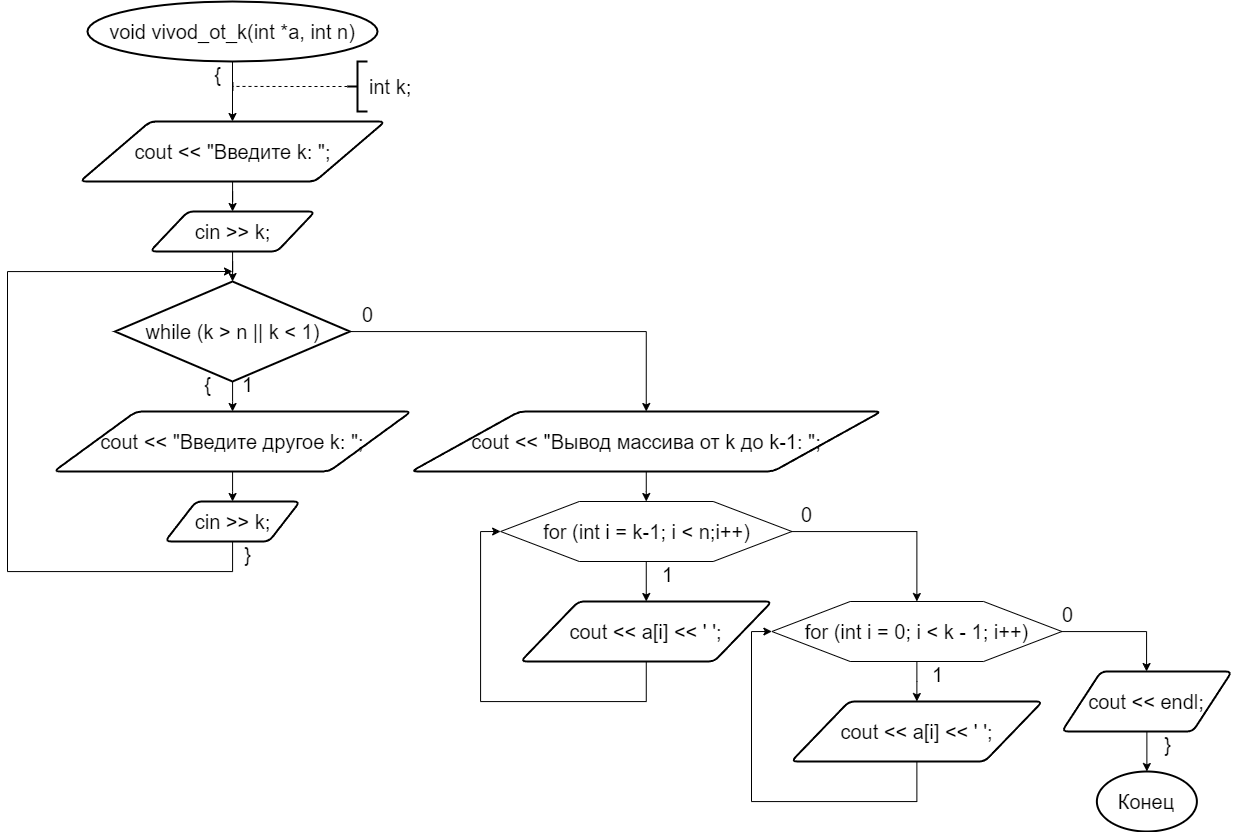 void vivod_ot_k(int *a, int n)
{
int k;
cout << "Введите k: ";
cin >> k;
while (k > n || k < 1)
0
{
1
cout << "Введите другое k: ";
cin >> k;
}
cout << "Вывод массива от k до k-1: ";
for (int i = k-1; i < n;i++)
0
1
cout << a[i] << ' ';
for (int i = 0; i < k - 1; i++)
0
1
cout << a[i] << ' ';
cout << endl;
}
Конец